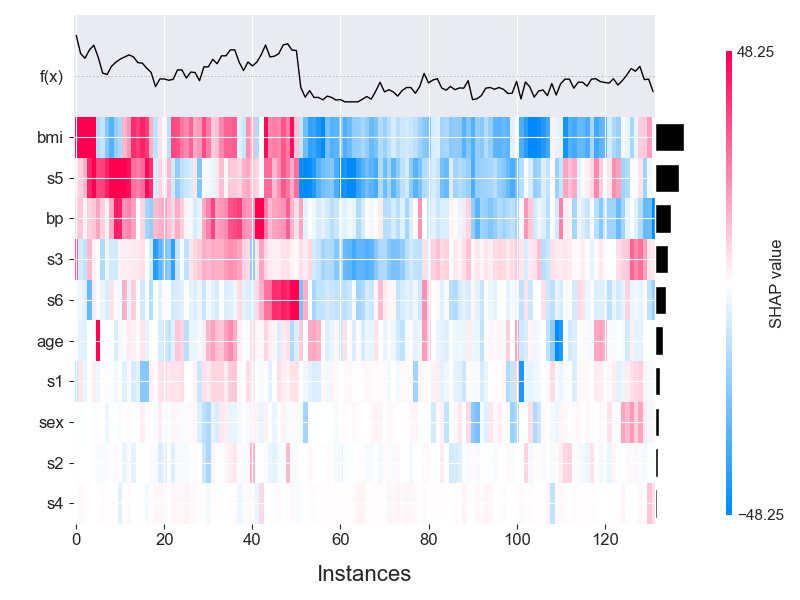 48.25
f(x)
bmi
s5
bp
s3
s6
age
s1
sex
s2
s4
SHAP value
−48.25
0 20 40 60 80 100 120
Instances